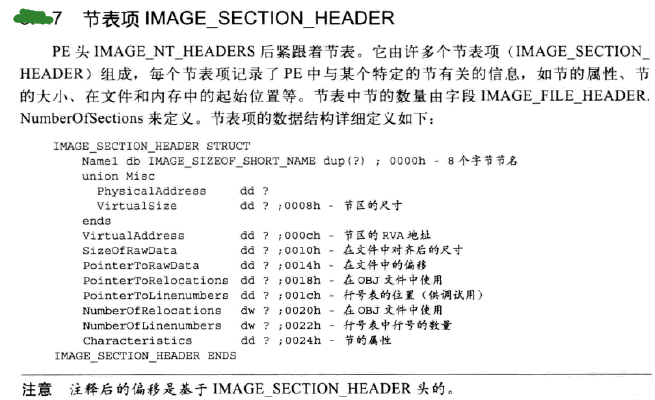 7 节表项 IMAGE_SECTION_HEADER
PE 头 IMAGE_NT_HEADERS 后紧跟着节表。它由许多个节表项（IMAGE_SECTION_
HEADER）组成，每个节表项记录了 PE 中与某个特定的节有关的信息，如节的属性、节
的大小、在文件和内存中的起始位置等。节表中节的数量由字段 IMAGE_FILE_HEADER.
NumberOfSections 来定义。节表项的数据结构详细定义如下：
IMAGE_SECTION_HEADER STRUCT
Name1 db IMAGE_SIZEOF_SHORT_NAME dup(?) ; 0000h - 8个字节节名
union Misc
PhysicalAddress dd ?
VirtualSize dd ? ;0008h - 节区的尺寸
ends
VirtualAddress dd ? ;000ch - 节区的 RVA 地址
SizeOfRawData dd ? ;0010h - 在文件中对齐后的尺寸
PointerToRawData dd ? ;0014h - 在文件中的偏移
PointerToRelocations dd ? ;0018h - 在 OBJ 文件中使用
PointerToLinenumbers dd ? ;001ch - 行号表的位置（供调试用）
NumberOfRelocations dw ? ;0020h - 在 OBJ 文件中使用
NumberOfLinenumbers dw ? ;0022h - 行号表中行号的数量
Characteristics dd ? ;0024h - 节的属性
IMAGE_SECTION_HEADER ENDS
注意 注释后的偏移是基于 IMAGE_SECTION_HEADER 头的。